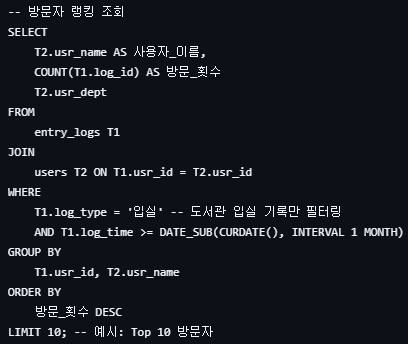 -- 방문자 랭킹 조회
SELECT
    T2.usr_name AS 사용자_이름,
    COUNT(T1.log_id) AS 방문_횟수
    T2.usr_dept
FROM
    entry_logs T1
JOIN
    users T2 ON T1.usr_id = T2.usr_id
WHERE
    T1.log_type = '입실' -- 도서관 입실 기록만 필터링
    AND T1.log_time >= DATE_SUB(CURDATE(), INTERVAL 1 MONTH)
GROUP BY
    T1.usr_id, T2.usr_name
ORDER BY
    방문_횟수 DESC
LIMIT 10; -- 예시: Top 10 방문자